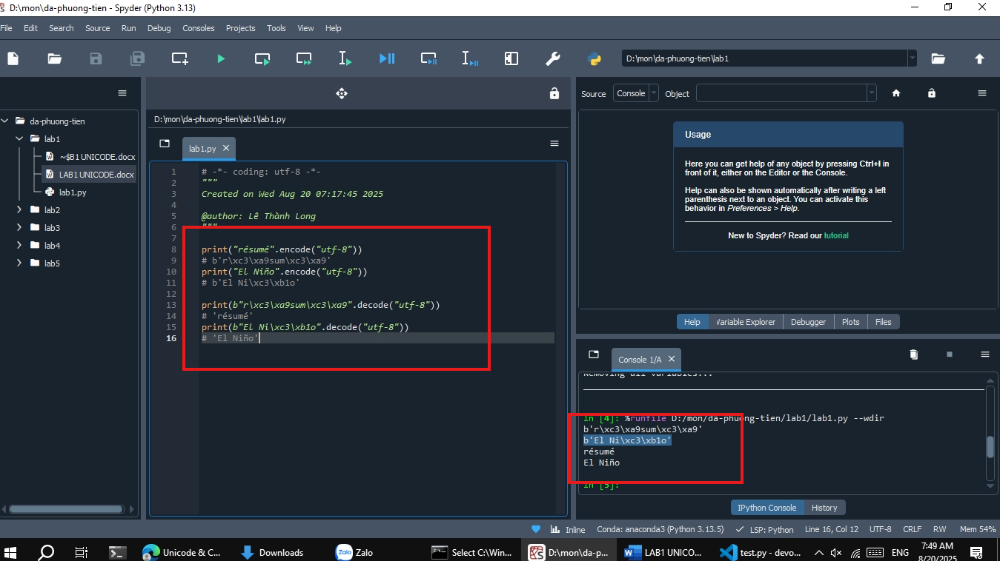 D:\mon\da-phuong-tien - Spyder (Python 3.13)
File Edit Search Source Run Debug Consoles Projects Tools View Help
D:\mon\da-phuong-tien\lab1
da-phuong-tien
lab1
~$B1 UNICODE.docx
LAB1 UNICODE.docx
lab1.py
lab2
lab3
lab4
lab5
D:\mon\da-phuong-tien\lab1\lab1.py
lab1.py
1 # -*- coding: utf-8 -*-
2 """
3 Created on Wed Aug 20 07:17:45 2025
4
5 @author: Lê Thành Long
6 """
7
8 print("résumé".encode("utf-8"))
9 # b'r\xc3\xa9sum\xc3\xa9'
10 print("El Niño".encode("utf-8"))
11 # b'El Ni\xc3\xb1o'
12
13 print(b"r\xc3\xa9sum\xc3\xa9".decode("utf-8"))
14 # 'résumé'
15 print(b"El Ni\xc3\xb1o".decode("utf-8"))
16 # 'El Niño'
Source Console Object
Usage
Here you can get help of any object by pressing Ctrl+I in
front of it, either on the Editor or the Console.
Help can also be shown automatically after writing a left
parenthesis next to an object. You can activate this
behavior in Preferences > Help.
New to Spyder? Read our tutorial
Help Variable Explorer Debugger Plots Files
Console 1/A
Removing all variables...
In [4]: %runfile D:/mon/da-phuong-tien/lab1/lab1.py --wdir
b'r\xc3\xa9sum\xc3\xa9'
b'El Ni\xc3\xb1o'
résumé
El Niño
In [5]:
IPython Console History
Inline Conda: anaconda3 (Python 3.13.5) LSP: Python Line 16, Col 12 UTF-8 CRLF RW Mem 54%
Unicode & C... Downloads Zalo Zalo Select C:\Win... D:\mon\da-p... LAB1 UNICO... test.py - devo... ENG 7:49 AM
8/20/2025